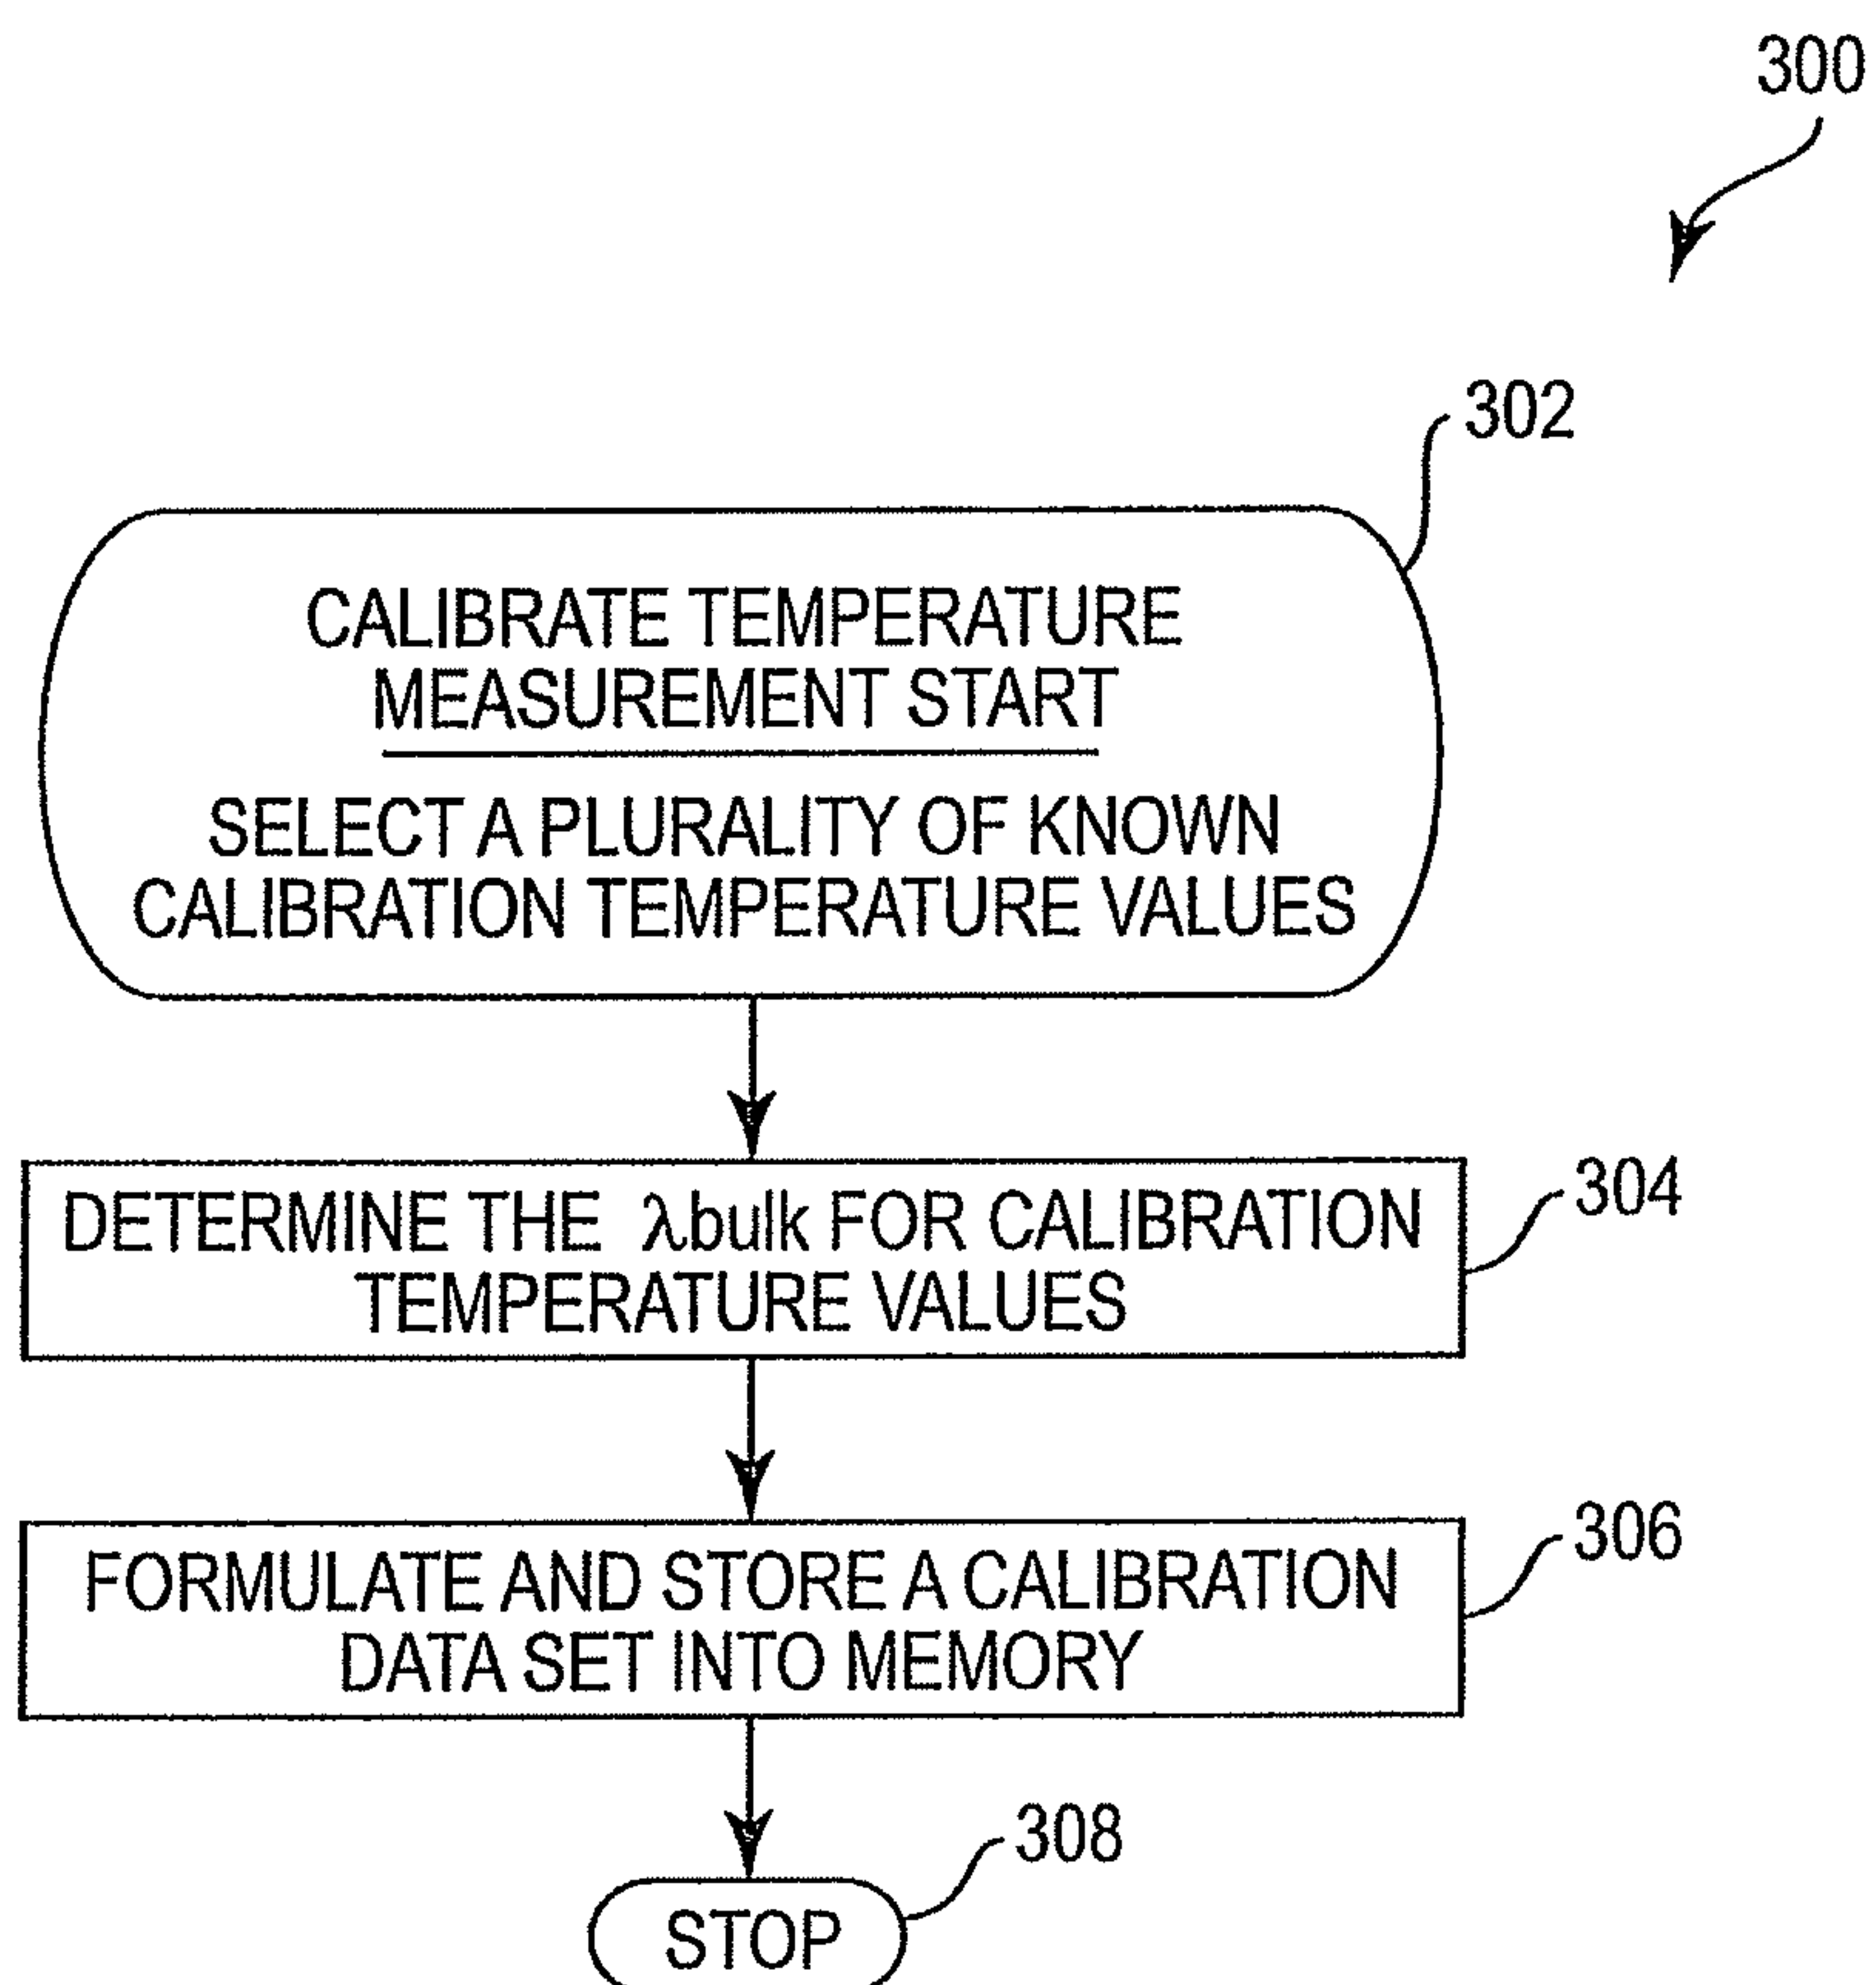 300
302
CALIBRATE TEMPERATURE
MEASUREMENT START
SELECT A PLURALITY OF KNOWN
CALIBRATION TEMPERATURE VALUES
304
DETERMINE THE λbulk FOR CALIBRATION
TEMPERATURE VALUES
306
FORMULATE AND STORE A CALIBRATION
DATA SET INTO MEMORY
308
STOP